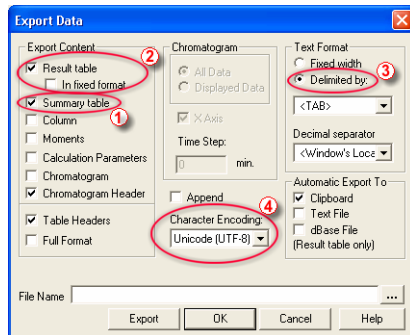 Export Data
Export Content
② Result table
In fixed format
Summary table
①
Column
Moments
Calculation Parameters
Chromatogram
Chromatogram Header
Table Headers
Full Format
Chromatogram
All Data
Displayed Data
X Axis
Time Step:
0 min.
Append
④
Character Encoding:
Unicode (UTF-8)
Text Format
Fixed width
Delimited by: ③
<TAB>
Decimal separator
<Window's Loca
Automatic Export To
Clipboard
Text File
dBase File
(Result table only)
File Name ...
Export OK Cancel Help